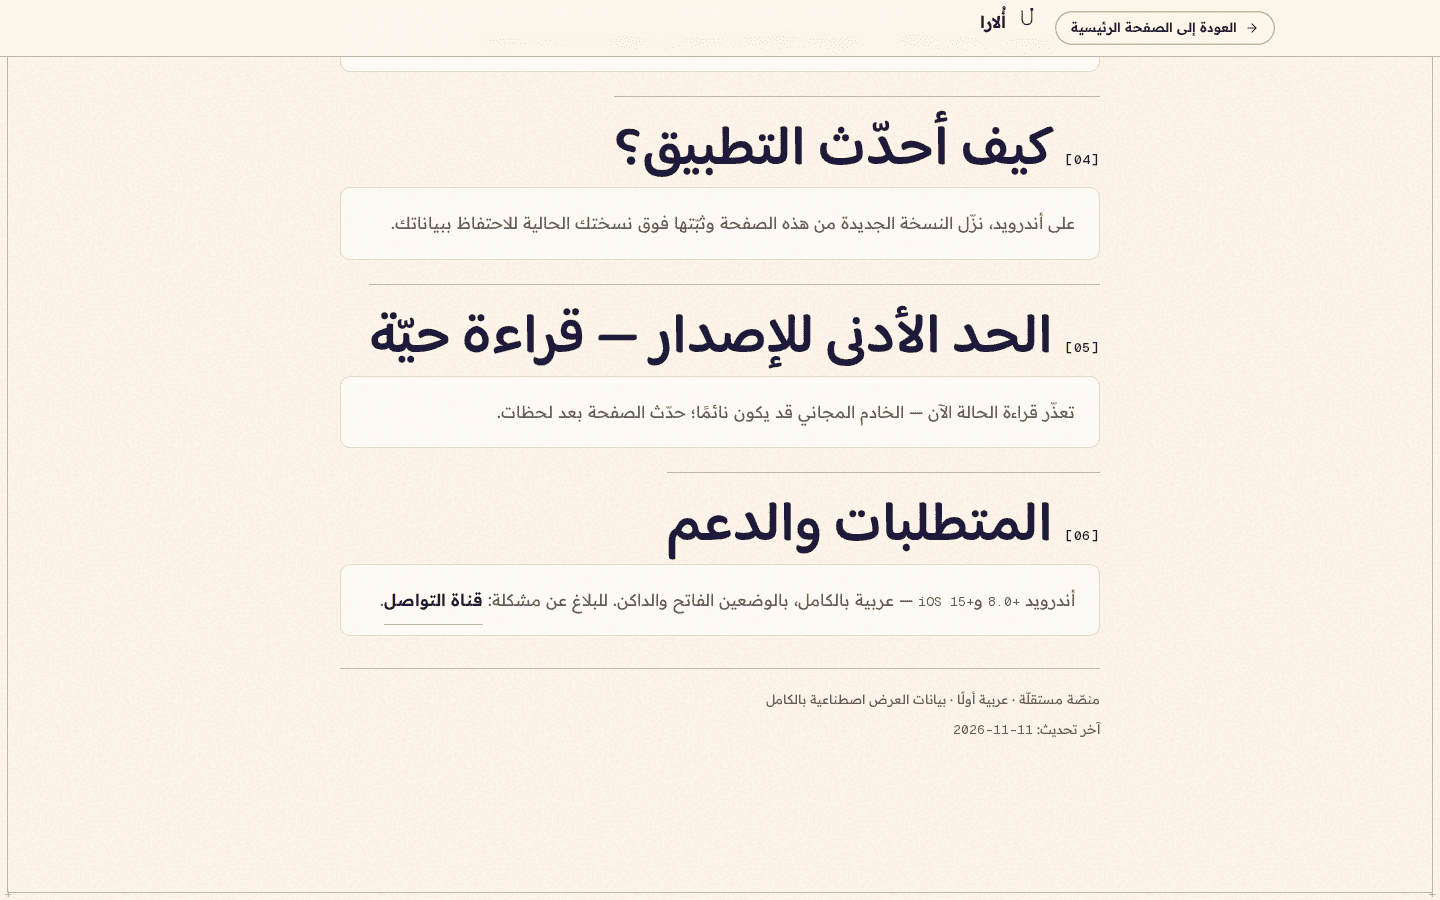 العودة إلى الصفحة الرئيسية
ألارا
[04] كيف أحدّث التطبيق؟
على أندرويد، نزّل النسخة الجديدة من هذه الصفحة وثبّتها فوق نسختك الحالية للاحتفاظ ببياناتك.
[05] الحد الأدنى للإصدار — قراءة حيّة
تعذّر قراءة الحالة الآن — الخادم المجاني قد يكون نائمًا؛ حدّث الصفحة بعد لحظات.
[06] المتطلبات والدعم
أندرويد 8.0+ وiOS 15+ — عربية بالكامل، بالوضعين الفاتح والداكن. للبلاغ عن مشكلة: قناة التواصل.
منصّة مستقلّة · عربية أولًا · بيانات العرض اصطناعية بالكامل
آخر تحديث: 2026-11-11